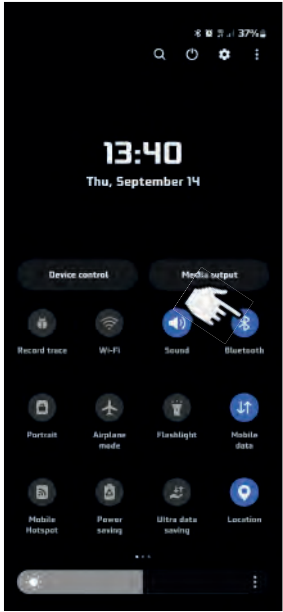 37%
13:40
Thu, September 14
Device control
Media output
Record trace
Wi-Fi
Sound
Bluetooth
Portrait
Airplane
mode
Flashlight
Mobile
data
Mobile
Hotspot
Power
saving
Ultra data
saving
Location